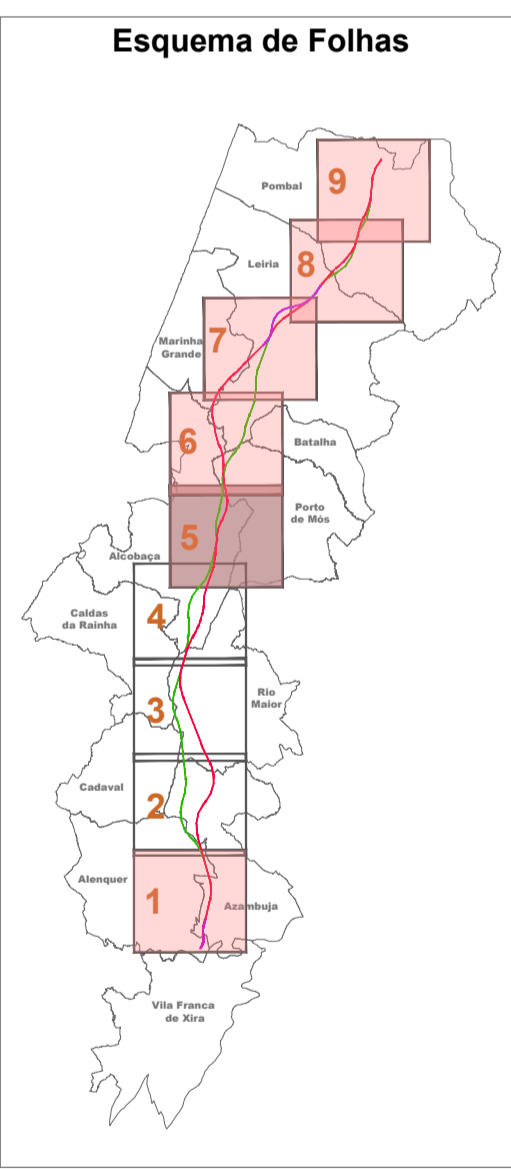 Esquema de Folhas
9
Pombal
8
Leiria
7
Marinha
Grande
6
Batalha
Porto
de Mós
5
Alcobaça
4
Caldas
da Rainha
3
Rio
Maior
2
Cadaval
Alenquer
1
Azambuja
Vila Franca
de Xira